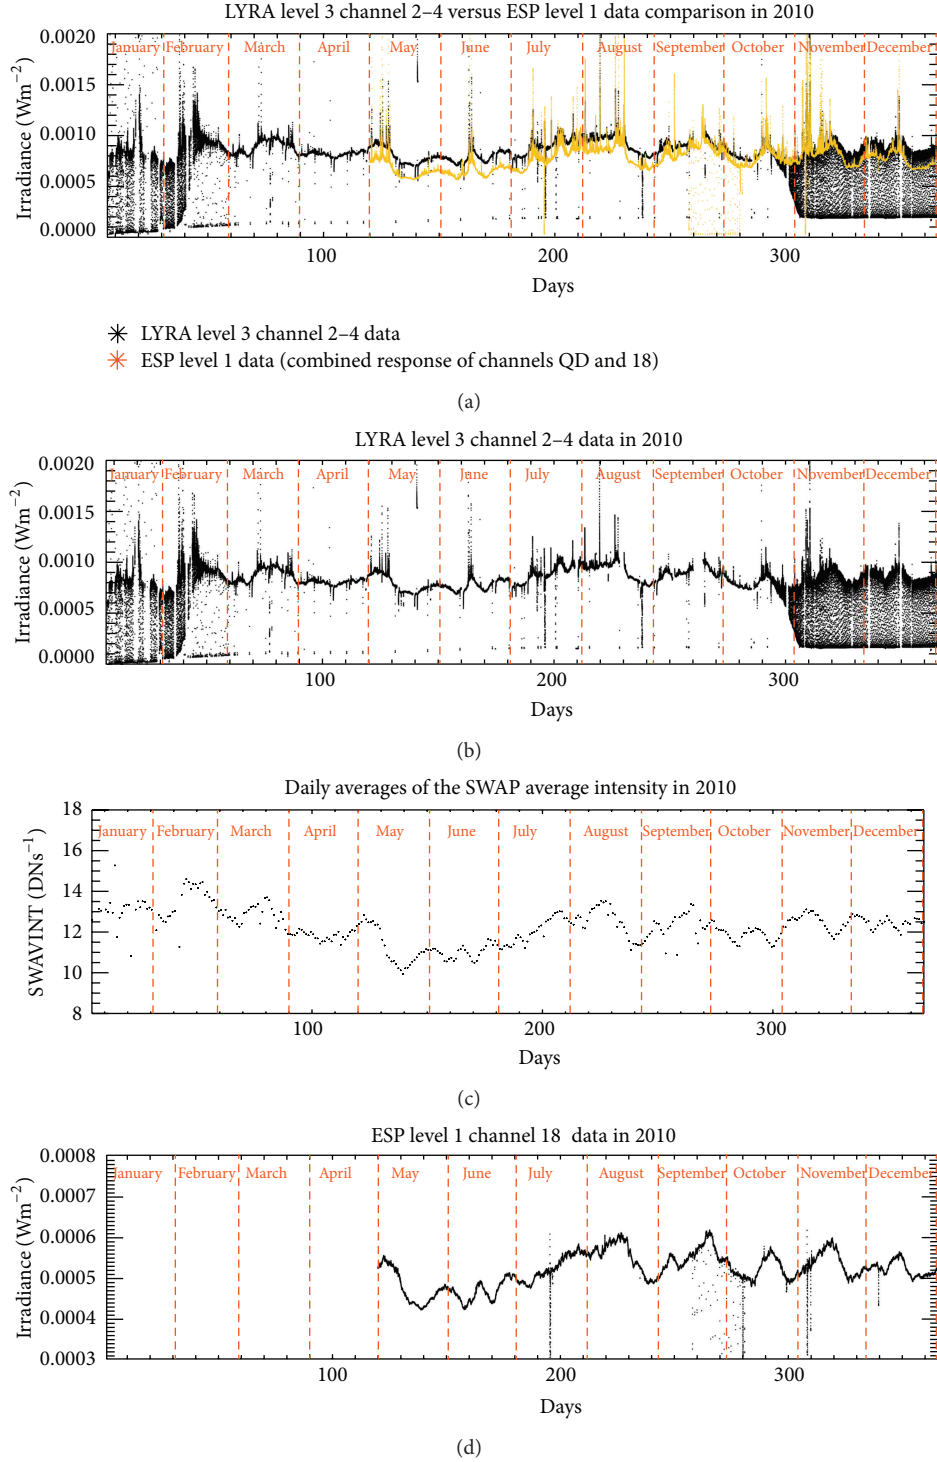 LYRA level 3 channel 2–4 versus ESP level 1 data comparison in 2010
0.0020
0.0015
0.0010
0.0005
0.0000
Irradiance (Wm−2)
January February March April May June July August September October November December
100 200 300
Days
LYRA level 3 channel 2–4 data
ESP level 1 data (combined response of channels QD and 18)
(a)
LYRA level 3 channel 2–4 data in 2010
0.0020
0.0015
0.0010
0.0005
0.0000
Irradiance (Wm−2)
January February March April May June July August September October November December
100 200 300
Days
(b)
Daily averages of the SWAP average intensity in 2010
18
16
14
12
10
8
SWAVINT (DNs−1)
January February March April May June July August September October November December
100 200 300
Days
(c)
ESP level 1 channel 18 data in 2010
0.0008
0.0007
0.0006
0.0005
0.0004
0.0003
Irradiance (Wm−2)
January February March April May June July August September October November December
100 200 300
Days
(d)